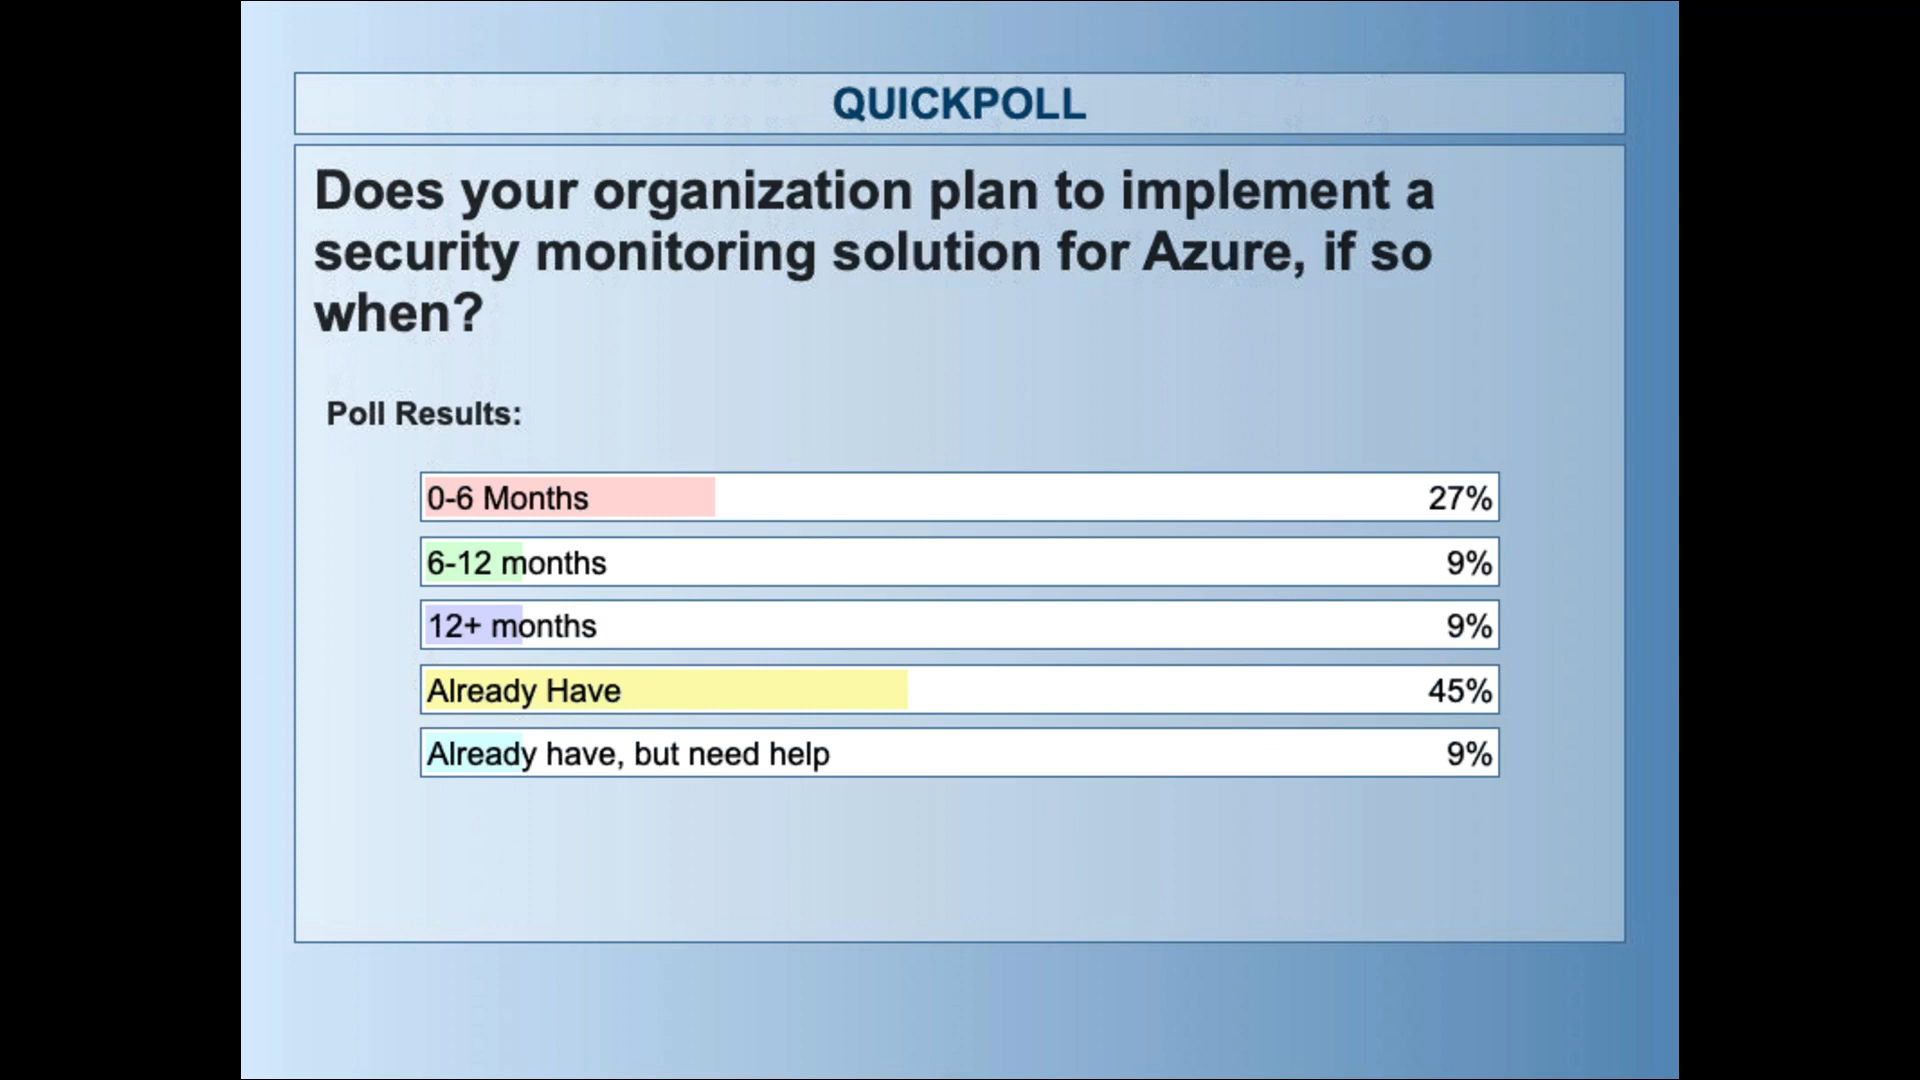 QUICKPOLL
Does your organization plan to implement a
security monitoring solution for Azure, if so
when?
Poll Results:
0-6 Months 27%
6-12 months 9%
12+ months 9%
Already Have 45%
Already have, but need help 9%